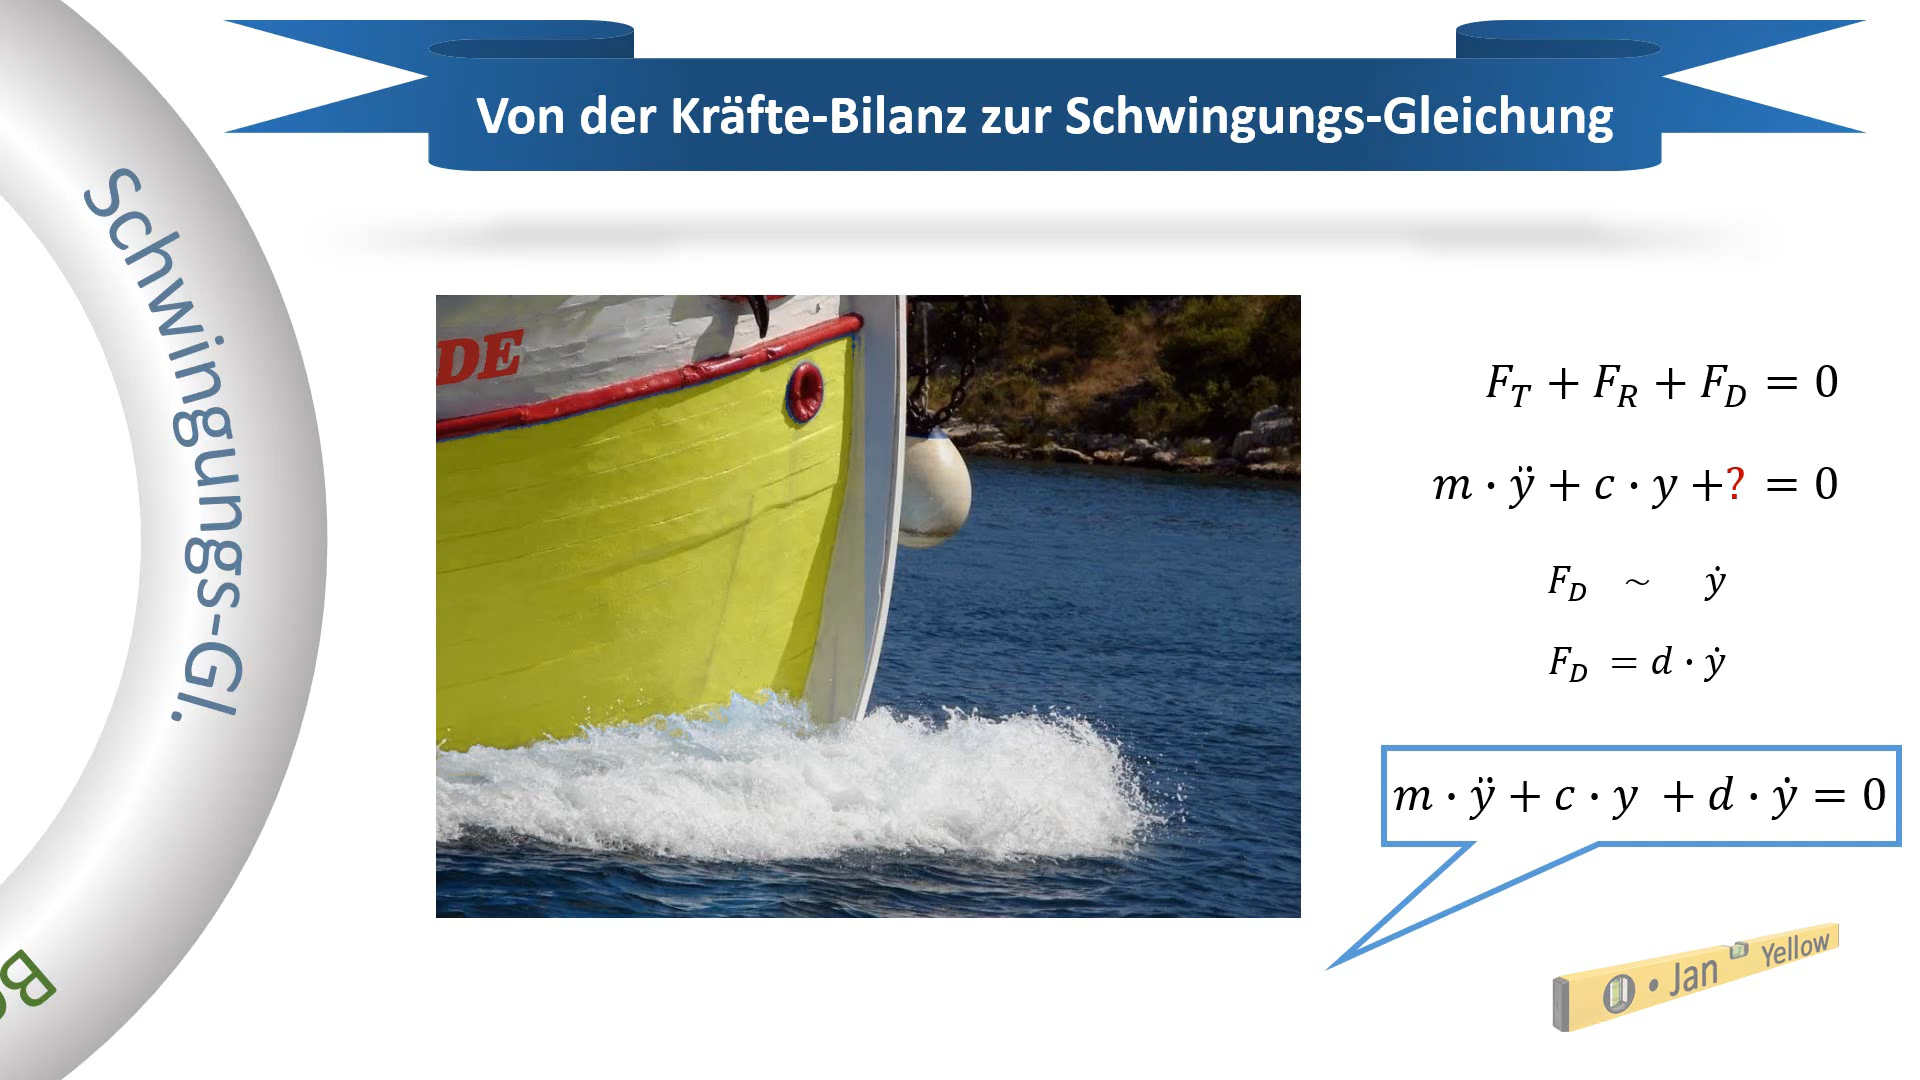 Von der Kräfte-Bilanz zur Schwingungs-Gleichung
Schwingungs-Gl.
DE
F_T + F_R + F_D = 0
m · ÿ + c · y +? = 0
F_D ~ ẏ
F_D = d · ẏ
m · ÿ + c · y + d · ẏ = 0
• Jan Yellow